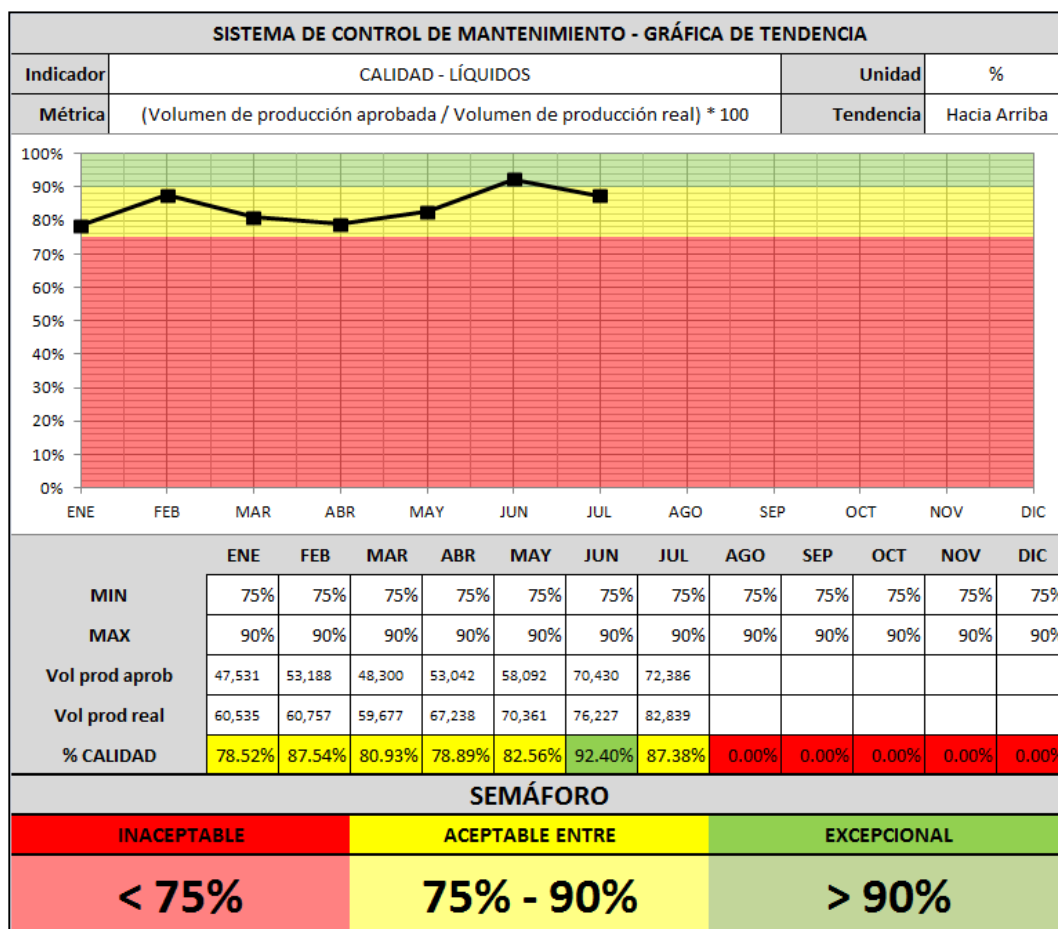 SISTEMA DE CONTROL DE MANTENIMIENTO - GRÁFICA DE TENDENCIA
Indicador CALIDAD - LÍQUIDOS Unidad %
Métrica (Volumen de producción aprobada / Volumen de producción real) * 100 Tendencia Hacia Arriba
100%
90%
80%
70%
60%
50%
40%
30%
20%
10%
0%
ENE FEB MAR ABR MAY JUN JUL AGO SEP OCT NOV DIC
ENE FEB MAR ABR MAY JUN JUL AGO SEP OCT NOV DIC
MIN 75% 75% 75% 75% 75% 75% 75% 75% 75% 75% 75% 75%
MAX 90% 90% 90% 90% 90% 90% 90% 90% 90% 90% 90% 90%
Vol prod aprob 47,531 53,188 48,300 53,042 58,092 70,430 72,386
Vol prod real 60,535 60,757 59,677 67,238 70,361 76,227 82,839
% CALIDAD 78.52% 87.54% 80.93% 78.89% 82.56% 92.40% 87.38% 0.00% 0.00% 0.00% 0.00% 0.00%
SEMÁFORO
INACEPTABLE ACEPTABLE ENTRE EXCEPCIONAL
< 75% 75% - 90% > 90%